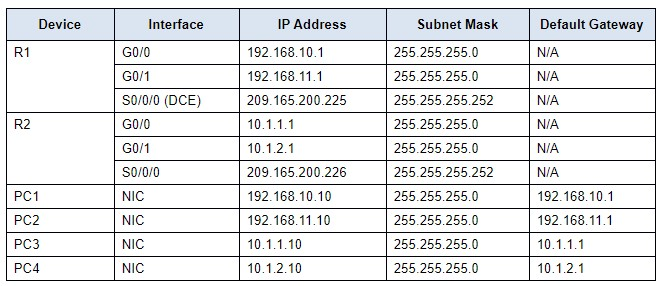 Device Interface IP Address Subnet Mask Default Gateway
R1 G0/0 192.168.10.1 255.255.255.0 N/A
G0/1 192.168.11.1 255.255.255.0 N/A
S0/0/0 (DCE) 209.165.200.225 255.255.255.252 N/A
R2 G0/0 10.1.1.1 255.255.255.0 N/A
G0/1 10.1.2.1 255.255.255.0 N/A
S0/0/0 209.165.200.226 255.255.255.252 N/A
PC1 NIC 192.168.10.10 255.255.255.0 192.168.10.1
PC2 NIC 192.168.11.10 255.255.255.0 192.168.11.1
PC3 NIC 10.1.1.10 255.255.255.0 10.1.1.1
PC4 NIC 10.1.2.10 255.255.255.0 10.1.2.1